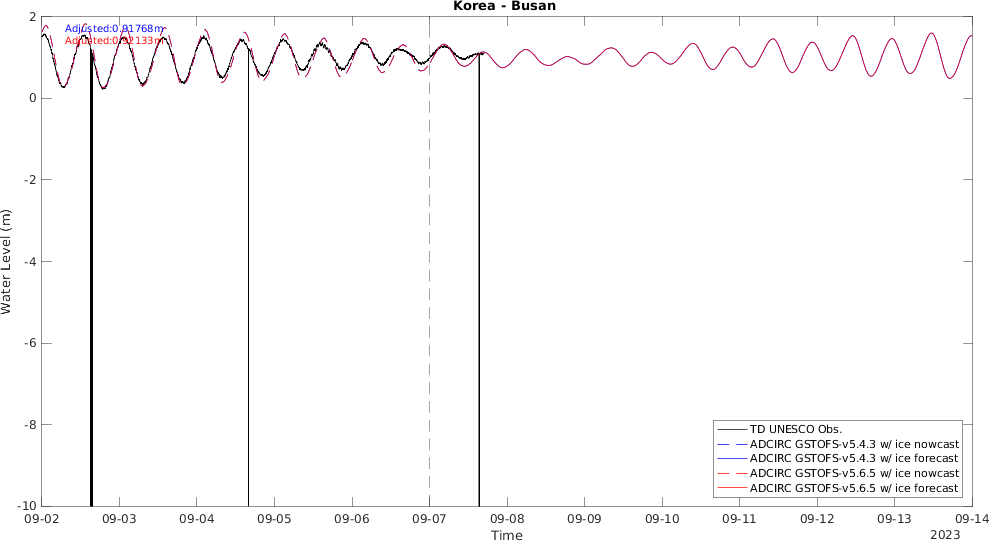 Korea - Busan
Adjusted:0.91768m
Adjusted:0.92133m
2
0
-2
-4
-6
-8
-10
Water Level (m)
TD UNESCO Obs.
ADCIRC GSTOFS-v5.4.3 w/ ice nowcast
ADCIRC GSTOFS-v5.4.3 w/ ice forecast
ADCIRC GSTOFS-v5.6.5 w/ ice nowcast
ADCIRC GSTOFS-v5.6.5 w/ ice forecast
09-02 09-03 09-04 09-05 09-06 09-07 09-08 09-09 09-10 09-11 09-12 09-13 09-14
Time
2023